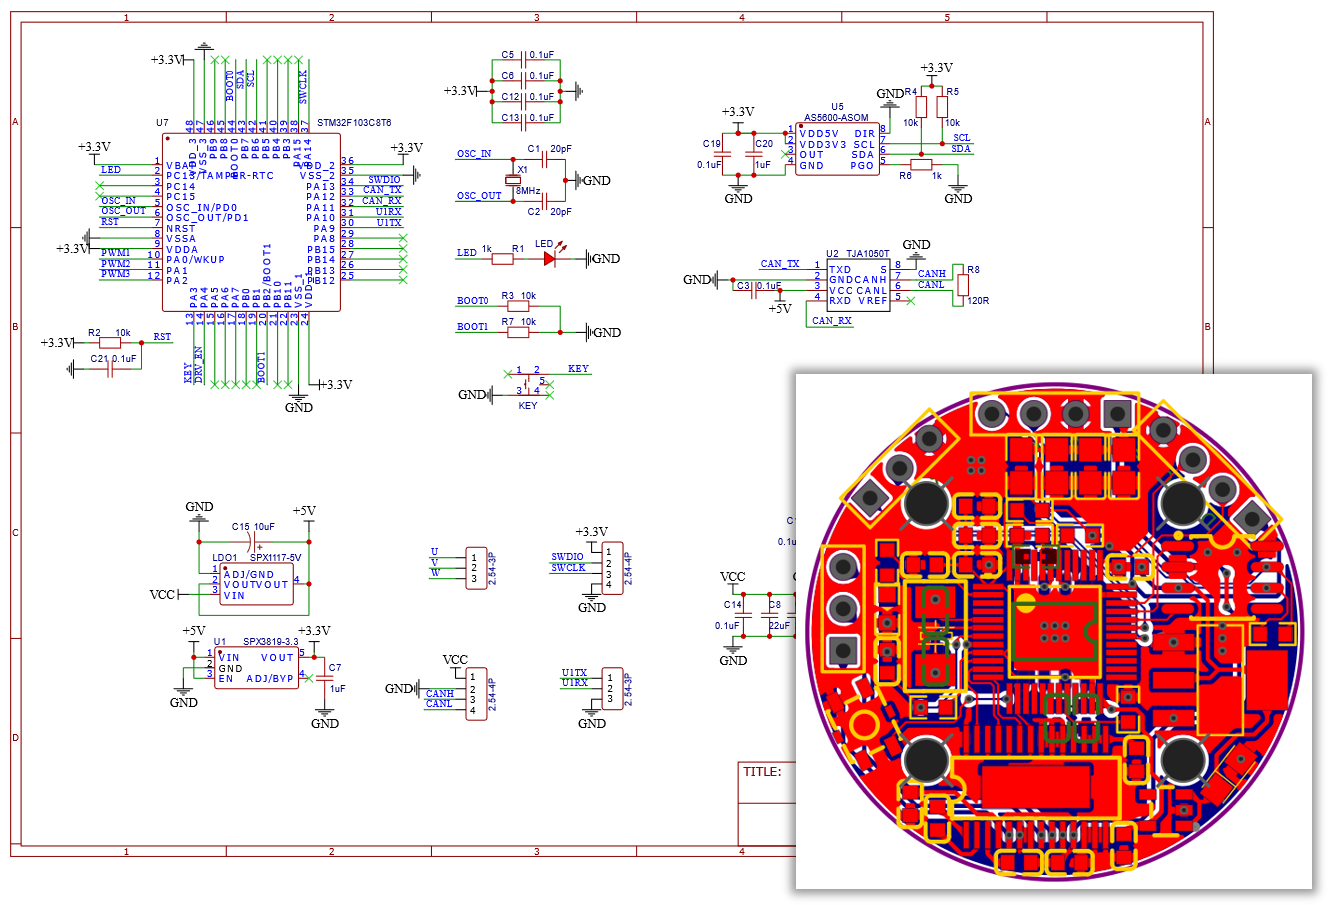 1 2 3 4 5
A
B
C
D
A
B
+3.3V
BOOT0
SDA
SCL
SWCLK
U7
STM32F103C8T6
48 47 46 45 44 43 42 41 40 39 38 37
VDD_3
VSS_3
PB9
PB8
BOOT0
PB7
PB6
PB5
PB4
PB3
PA15
PA14
+3.3V
1 VBAT
LED 2 PC13/TAMPER-RTC
3 PC14
4 PC15
OSC_IN 5 OSC_IN/PD0
OSC_OUT 6 OSC_OUT/PD1
RST 7 NRST
8 VSSA
+3.3V 9 VDDA
PWM1 10 PA0/WKUP
PWM2 11 PA1
PWM3 12 PA2
+3.3V
VDD_2 36
VSS_2 35
PA13 34 SWDIO
PA12 33 CAN_TX
PA11 32 CAN_RX
PA10 31 U1RX
PA9 30 U1TX
PA8 29
PB15 28
PB14 27
PB13 26
PB12 25
PA3
PA4
PA5
PA6
PA7
PB0
PB1
PB2/BOOT1
PB10
PB11
VSS_1
VDD_1
13 14 15 16 17 18 19 20 21 22 23 24
KEY
DRV_EN
BOOT1
+3.3V
GND
R2 10k
+3.3V RST
C21 0.1uF
C5 0.1uF
C6 0.1uF
+3.3V
C12 0.1uF
C13 0.1uF
OSC_IN C1 20pF
X1
GND
8MHz
OSC_OUT
C2 20pF
LED 1k R1 LED
GND
BOOT0 R3 10k
BOOT1 R7 10k
GND
1 2 KEY
5
GND 3 4
KEY
+3.3V
GND R4 R5
U5
AS5600-ASOM
10k 10k
C19 C20
0.1uF 1uF
1 VDD5V DIR 8
2 VDD3V3 SCL 7 SCL
3 OUT SDA 6 SDA
4 GND PGO 5
R6 1k
GND
GND
U2 TJA1050T
GND
CAN_TX 1 TXD S 8
GND 2 GND CANH 7 CANH
C3 0.1uF 3 VCC CANL 6 CANL
4 RXD VREF 5
+5V
CAN_RX
R8
120R
GND +5V
C15 10uF
LDO1 SPX1117-5V
1 ADJ/GND
2 VOUT VOUT 4
VCC 3 VIN
+5V +3.3V
U1 SPX3819-3.3
1 VIN VOUT 5
2 GND
3 EN ADJ/BYP 4
C7
1uF
GND
GND
U 1
V 2
W 3
2.54-3P
+3.3V
1
SWDIO 2
SWCLK 3
4
2.54-4P
GND
VCC
1
GND 2
CANH 3
CANL 4
2.54-4P
U1TX 1
U1RX 2
3
2.54-3P
GND
0.1u
VCC
C14 C8
0.1uF 22uF
GND
TITLE:
1 2 3 4